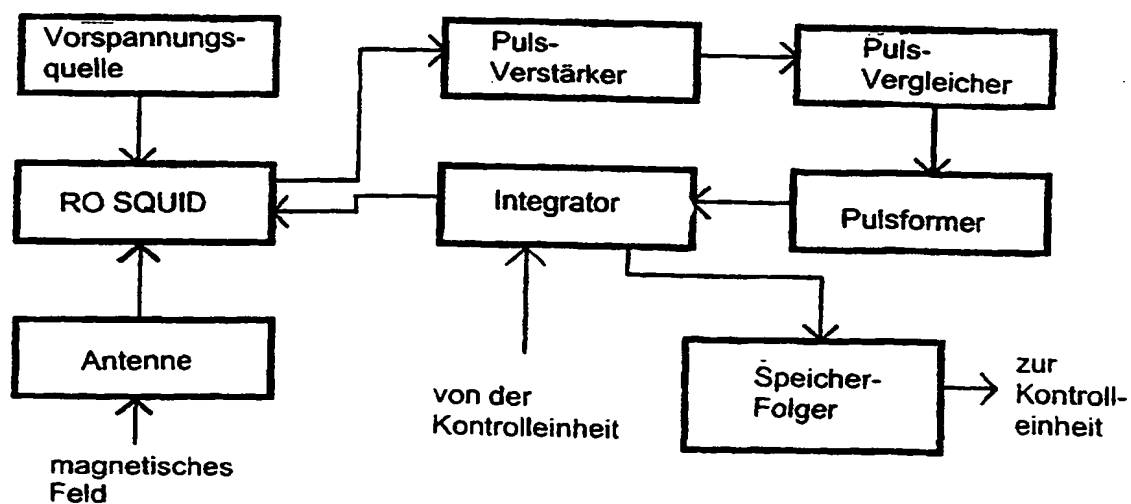 Vorspannungs-
quelle
Puls-
Verstärker
Puls-
Vergleicher
RO SQUID
Integrator
Pulsformer
Antenne
Speicher-
Folger
von der
Kontrolleinheit
zur
Kontroll-
einheit
magnetisches
Feld